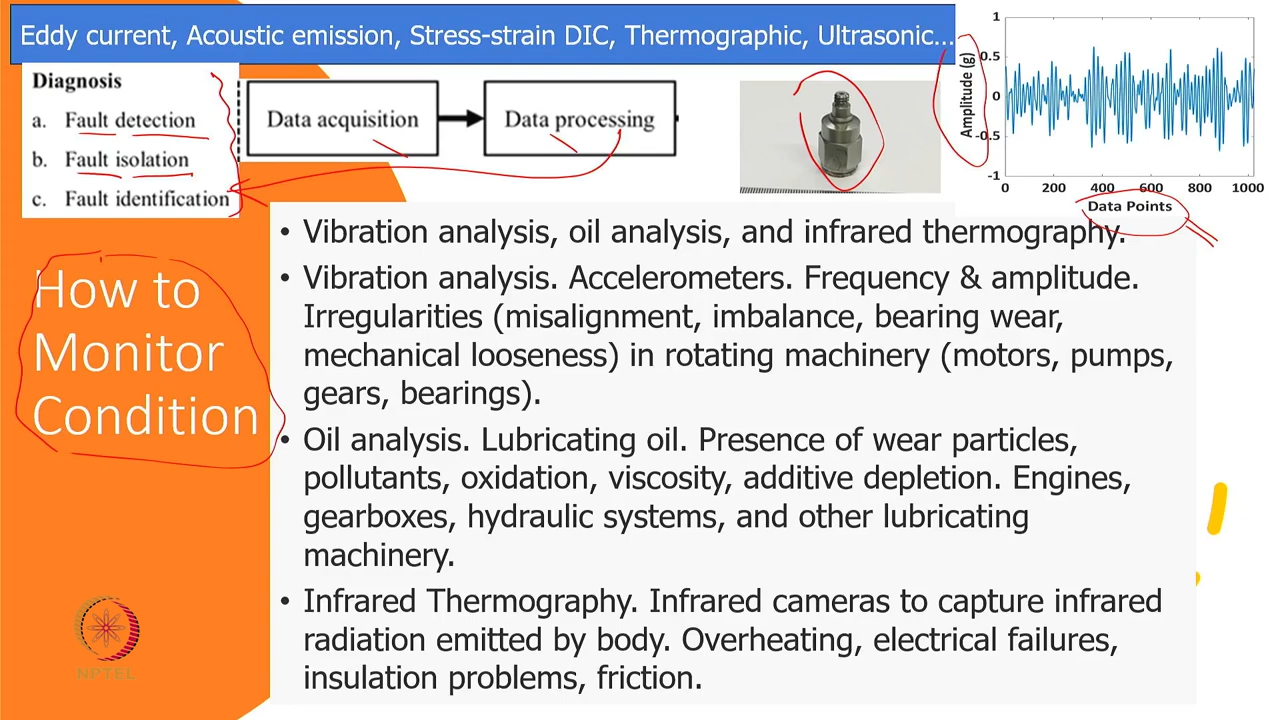 Eddy current, Acoustic emission, Stress-strain DIC, Thermographic, Ultrasonic...
Diagnosis
a. Fault detection
b. Fault isolation
c. Fault identification
Data acquisition
Data processing
1
0.5
0
-0.5
-1
Amplitude (g)
0 200 400 600 800 1000
Data Points
How to
Monitor
Condition
• Vibration analysis, oil analysis, and infrared thermography.
• Vibration analysis. Accelerometers. Frequency & amplitude.
Irregularities (misalignment, imbalance, bearing wear,
mechanical looseness) in rotating machinery (motors, pumps,
gears, bearings).
• Oil analysis. Lubricating oil. Presence of wear particles,
pollutants, oxidation, viscosity, additive depletion. Engines,
gearboxes, hydraulic systems, and other lubricating
machinery.
• Infrared Thermography. Infrared cameras to capture infrared
radiation emitted by body. Overheating, electrical failures,
insulation problems, friction.
NPTEL